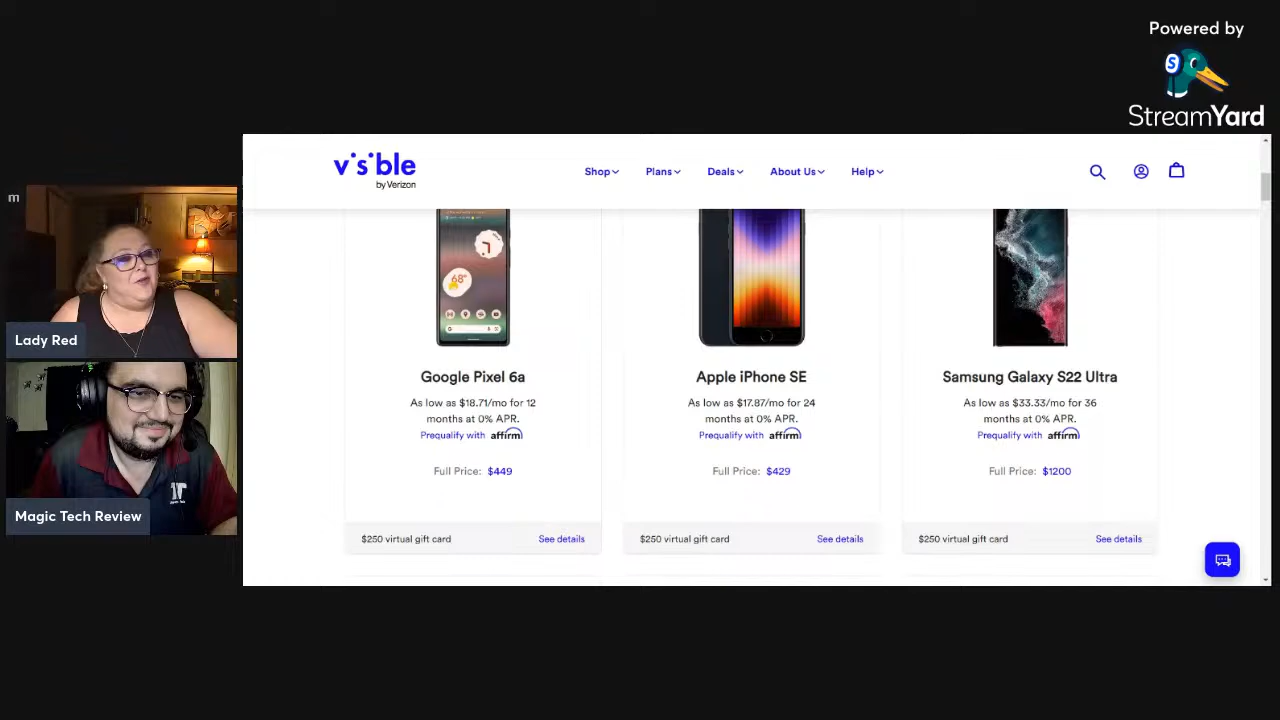 Powered by
StreamYard
visible
by Verizon
Shop
Plans
Deals
About Us
Help
m
Lady Red
Magic Tech Review
68°
Google Pixel 6a
As low as $18.71/mo for 12
months at 0% APR.
Prequalify with affirm
Full Price: $449
$250 virtual gift card
See details
Apple iPhone SE
As low as $17.87/mo for 24
months at 0% APR.
Prequalify with affirm
Full Price: $429
$250 virtual gift card
See details
Samsung Galaxy S22 Ultra
As low as $33.33/mo for 36
months at 0% APR.
Prequalify with affirm
Full Price: $1200
$250 virtual gift card
See details